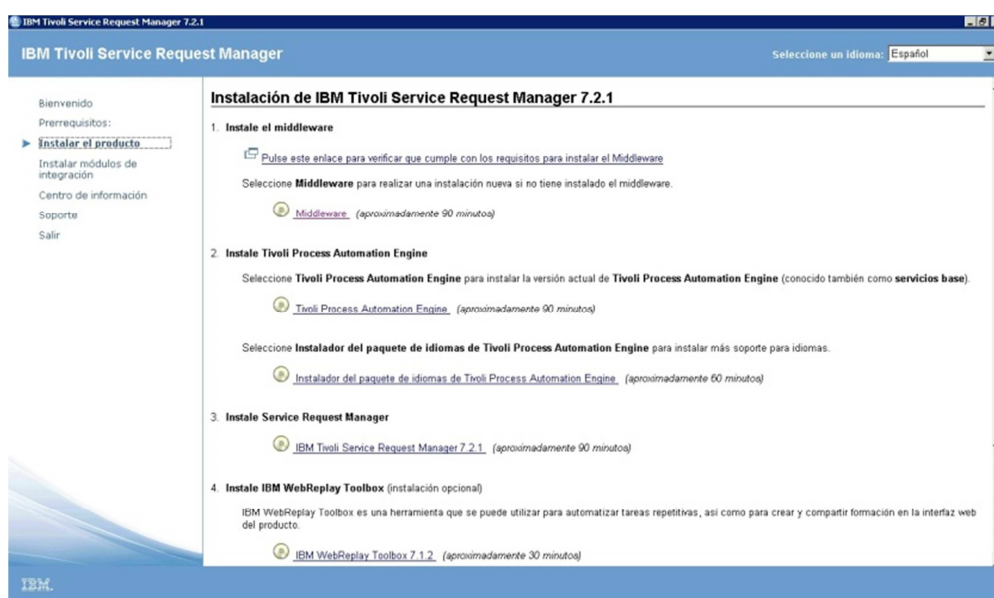 IBM Tivoli Service Request Manager 7.2.1
IBM Tivoli Service Request Manager
Seleccione un idioma: Español
Bienvenido
Prerrequisitos:
Instalar el producto
Instalar módulos de
integración
Centro de información
Soporte
Salir
Instalación de IBM Tivoli Service Request Manager 7.2.1
1. Instale el middleware
Pulse este enlace para verificar que cumple con los requisitos para instalar el Middleware
Seleccione Middleware para realizar una instalación nueva si no tiene instalado el middleware.
Middleware (aproximadamente 90 minutos)
2. Instale Tivoli Process Automation Engine
Seleccione Tivoli Process Automation Engine para instalar la versión actual de Tivoli Process Automation Engine (conocido también como servicios base).
Tivoli Process Automation Engine (aproximadamente 90 minutos)
Seleccione Instalador del paquete de idiomas de Tivoli Process Automation Engine para instalar más soporte para idiomas.
Instalador del paquete de idiomas de Tivoli Process Automation Engine (aproximadamente 60 minutos)
3. Instale Service Request Manager
IBM Tivoli Service Request Manager 7.2.1 (aproximadamente 90 minutos)
4. Instale IBM WebReplay Toolbox (instalación opcional)
IBM WebReplay Toolbox es una herramienta que se puede utilizar para automatizar tareas repetitivas, así como para crear y compartir formación en la interfaz web
del producto.
IBM WebReplay Toolbox 7.1.2 (aproximadamente 30 minutos)
IBM.